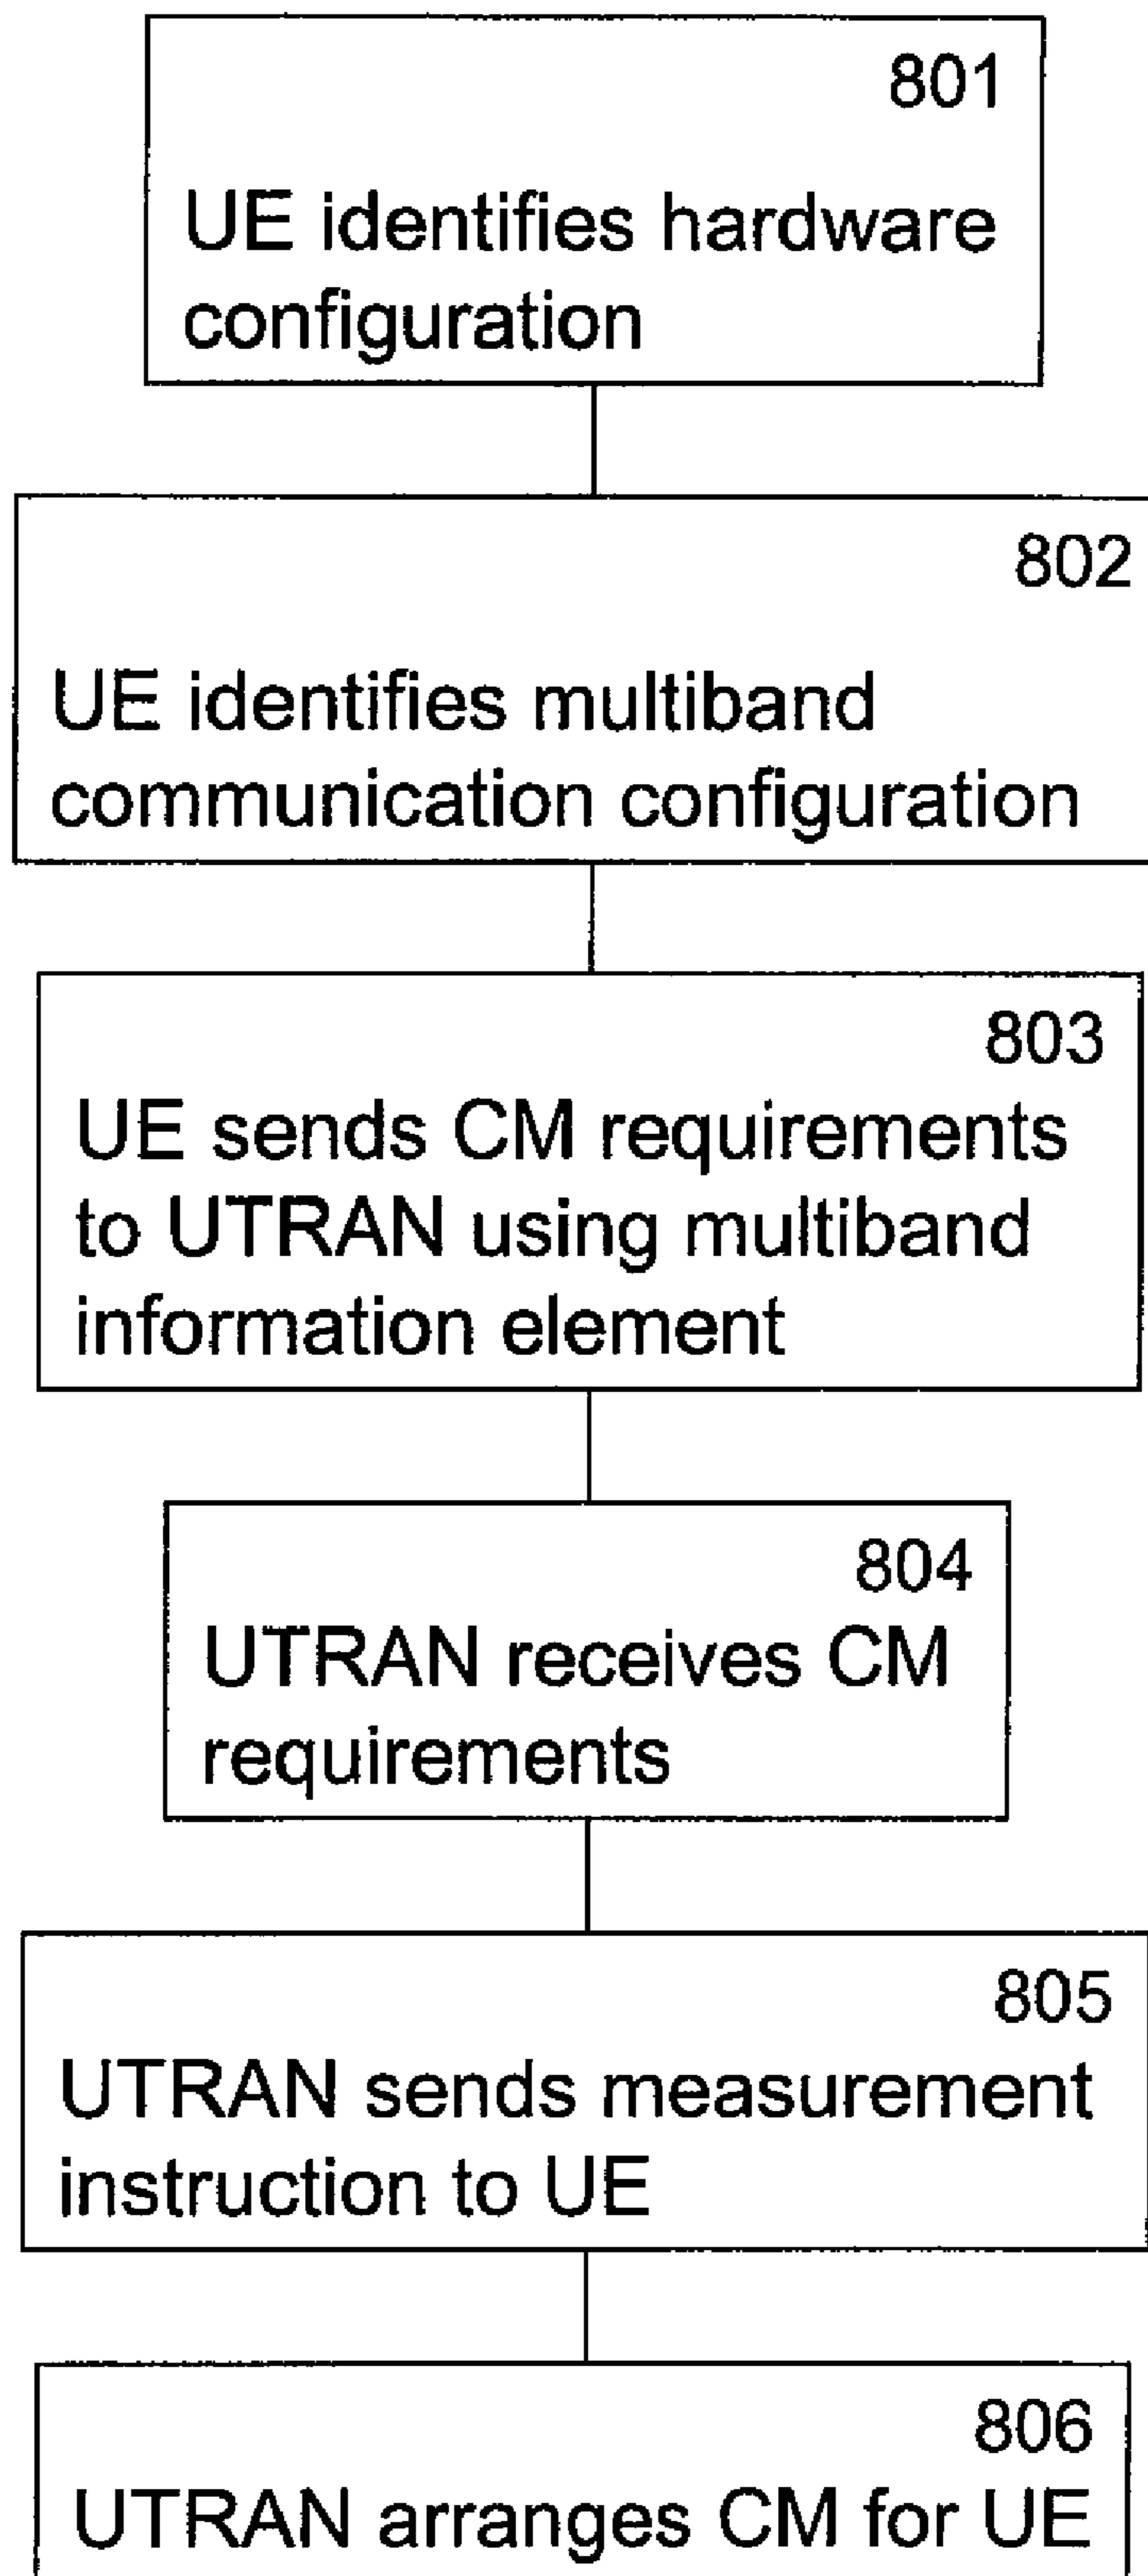 801
UE identifies hardware
configuration
802
UE identifies multiband
communication configuration
803
UE sends CM requirements
to UTRAN using multiband
information element
804
UTRAN receives CM
requirements
805
UTRAN sends measurement
instruction to UE
806
UTRAN arranges CM for UE